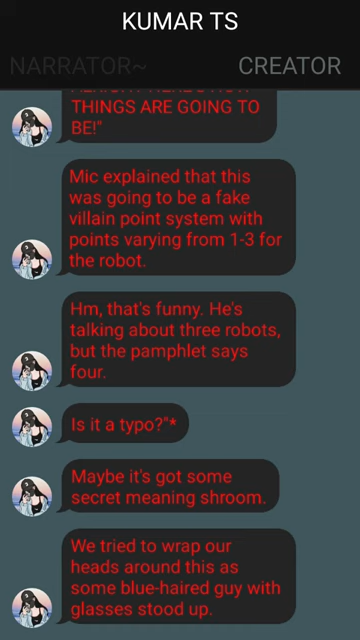 KUMAR TS
NARRATOR~
CREATOR
THINGS ARE GOING TO
BE!"
Mic explained that this
was going to be a fake
villain point system with
points varying from 1-3 for
the robot.
Hm, that's funny. He's
talking about three robots,
but the pamphlet says
four.
Is it a typo?"*
Maybe it's got some
secret meaning shroom.
We tried to wrap our
heads around this as
some blue-haired guy with
glasses stood up.